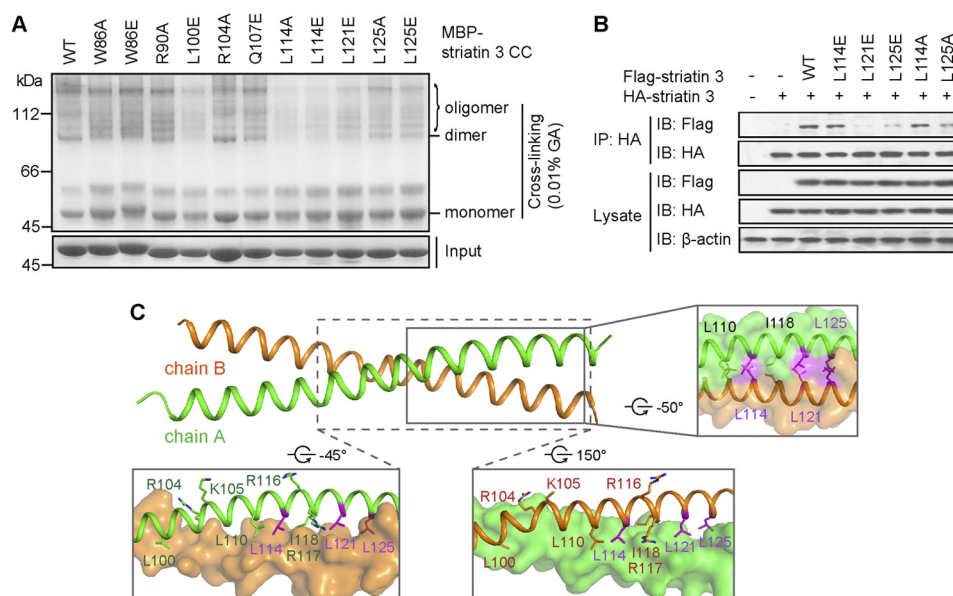 A
WT
W86A
W86E
R90A
L100E
R104A
Q107E
L114A
L114E
L121E
L125A
L125E
MBP-
striatin 3 CC
kDa
112
66
45
45
oligomer
dimer
monomer
Cross-linking
(0.01% GA)
Input
B
WT
L114E
L121E
L125E
L114A
L125A
Flag-striatin 3 - -
HA-striatin 3 - + + + + + + +
IP: HA
IB: Flag
IB: HA
Lysate
IB: Flag
IB: HA
IB: β-actin
C
chain B
chain A
-50°
L110 I118 L125
L114 L121
-45°
150°
R104 K105 R116
L110 L114 I118 L121 L125
R117
L100
R104 K105 R116
L110 L114 I118 L121 L125
R117
L100